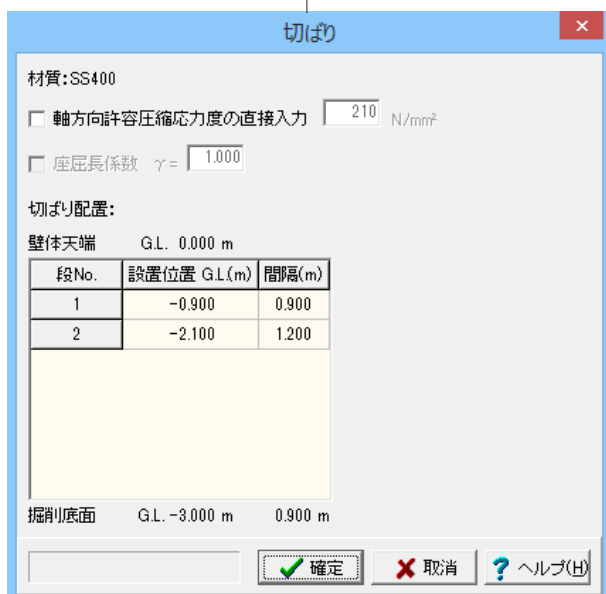 切ばり
材質:SS400
軸方向許容圧縮応力度の直接入力 210 N/mm²
座屈長係数 γ= 1.000
切ばり配置:
壁体天端 G.L. 0.000 m
段No. 設置位置 G.L.(m) 間隔(m)
1 -0.900 0.900
2 -2.100 1.200
掘削底面 G.L. -3.000 m 0.900 m
確定 取消 ヘルプ(H)